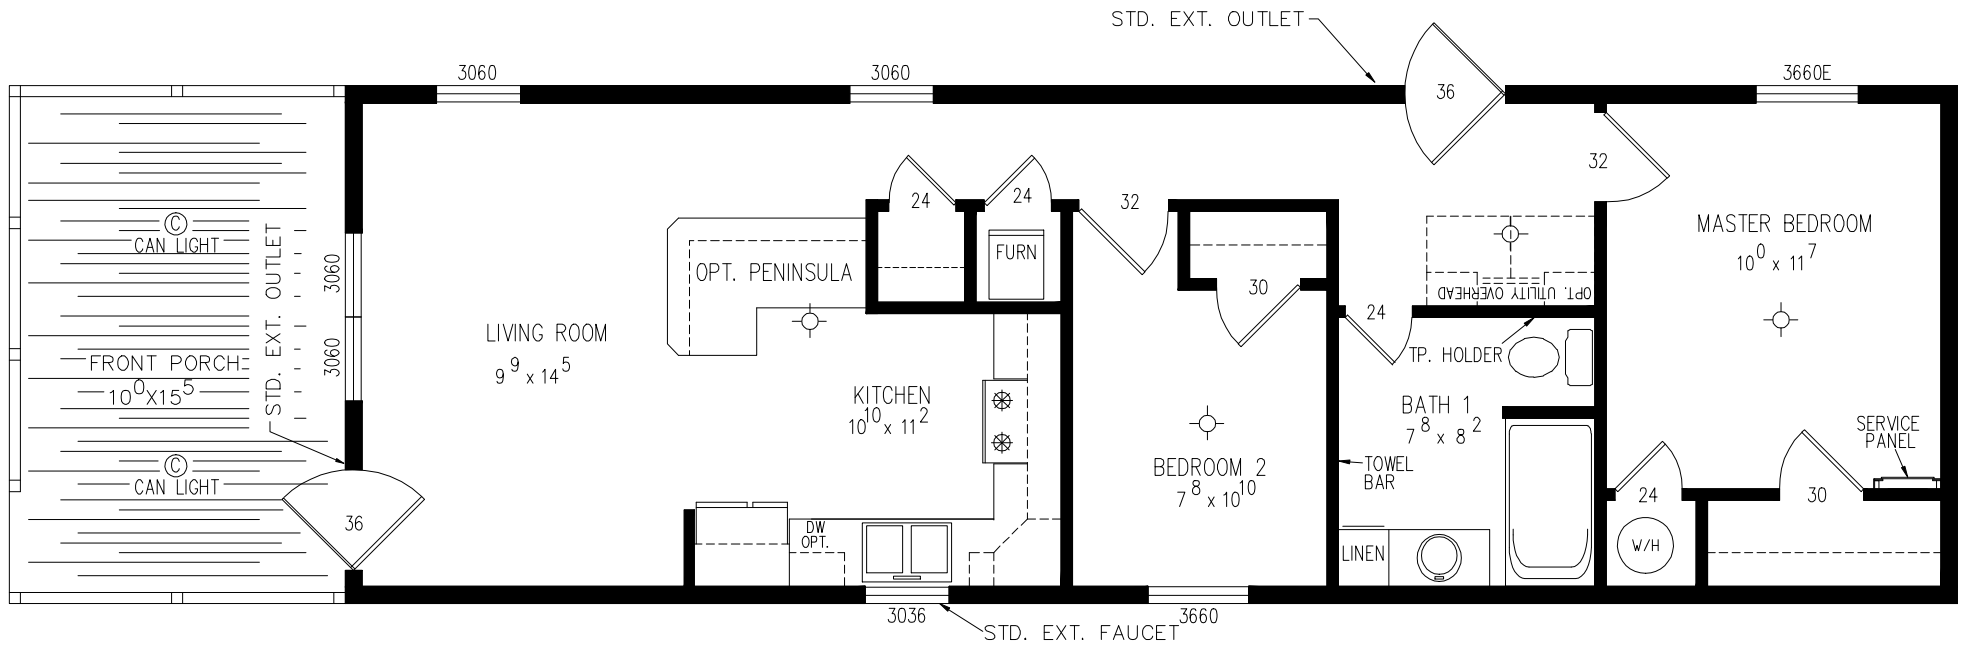 STD. EXT. OUTLET
3060
3060
3660E
36
32
24
24
32
C
CAN LIGHT
STD. EXT. OUTLET
3060
3060
OPT. PENINSULA
FURN
30
MASTER BEDROOM
10⁰ x 11⁷
OPT. UTILITY OVERHEAD
24
TP. HOLDER
LIVING ROOM
9⁹ x 14⁵
FRONT PORCH
10⁰X15⁵
KITCHEN
10¹⁰ x 11²
BATH 1
7⁸ x 8²
SERVICE
PANEL
C
CAN LIGHT
BEDROOM 2
7⁸ x 10¹⁰
TOWEL
BAR
24
30
36
DW
OPT.
LINEN
W/H
3036
3660
STD. EXT. FAUCET